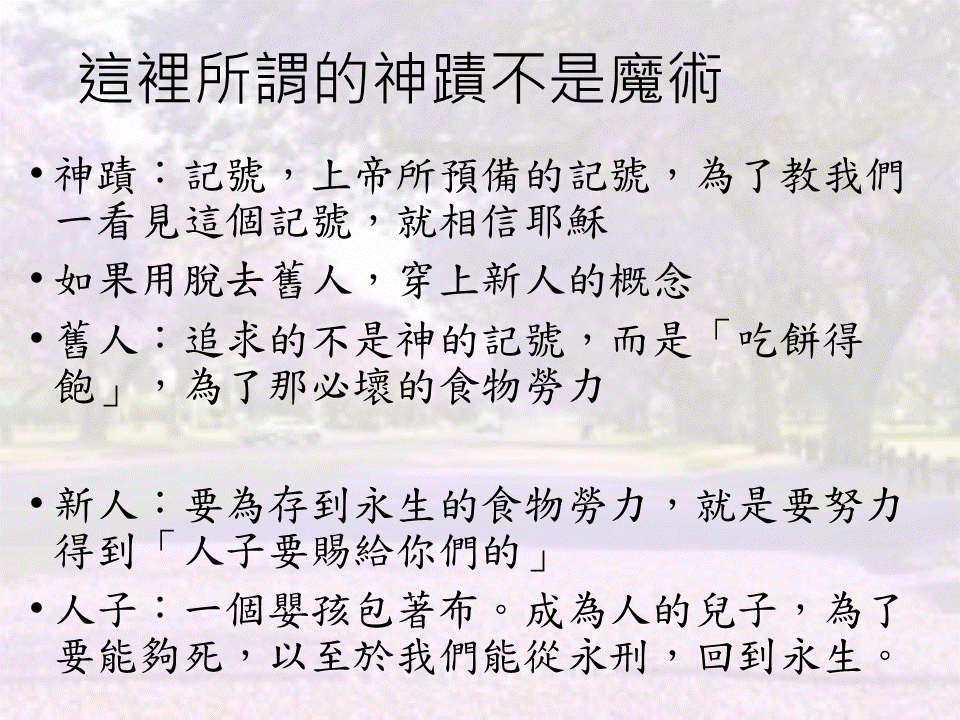 這裡所謂的神蹟不是魔術
•神蹟：記號，上帝所預備的記號，為了教我們
一看見這個記號，就相信耶穌
•如果用脫去舊人，穿上新人的概念
•舊人：追求的不是神的記號，而是「吃餅得
飽」，為了那必壞的食物勞力
•新人：要為存到永生的食物勞力，就是要努力
得到「人子要賜給你們的」
•人子：一個嬰孩包著布。成為人的兒子，為了
要能夠死，以至於我們能從永刑，回到永生。